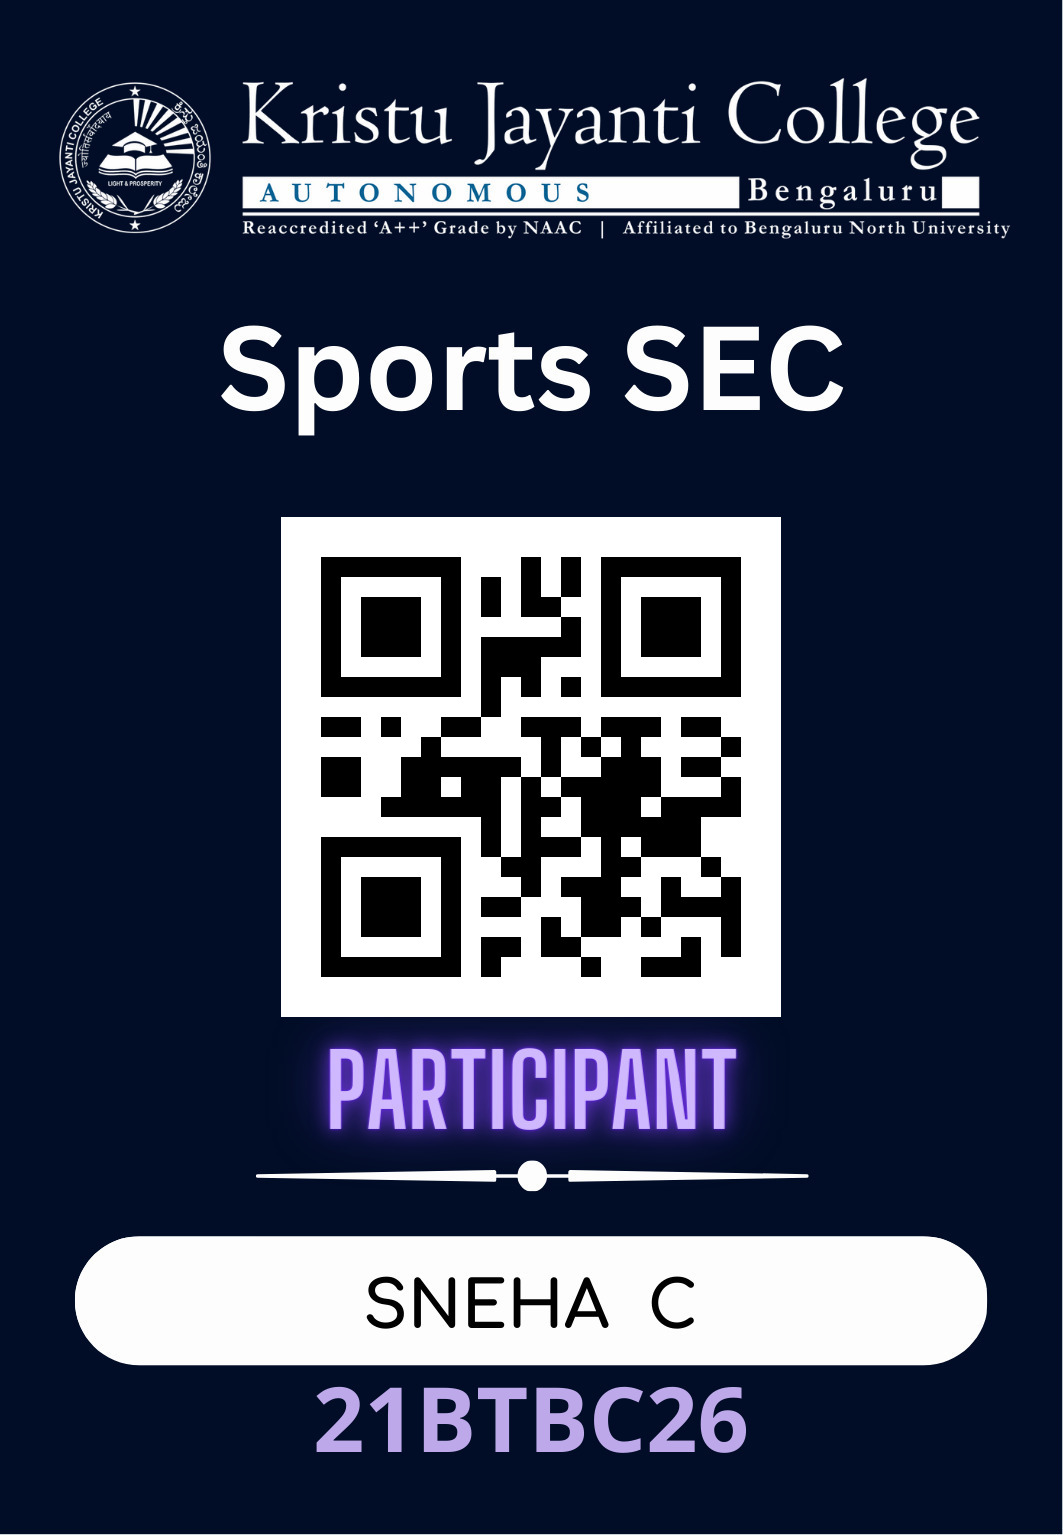 Kristu Jayanti College
AUTONOMOUS Bengaluru
Reaccredited ‘A++’ Grade by NAAC | Affiliated to Bengaluru North University
KRISTU JAYANTI COLLEGE
LIGHT & PROSPERITY
Sports SEC
PARTICIPANT
SNEHA C
21BTBC26